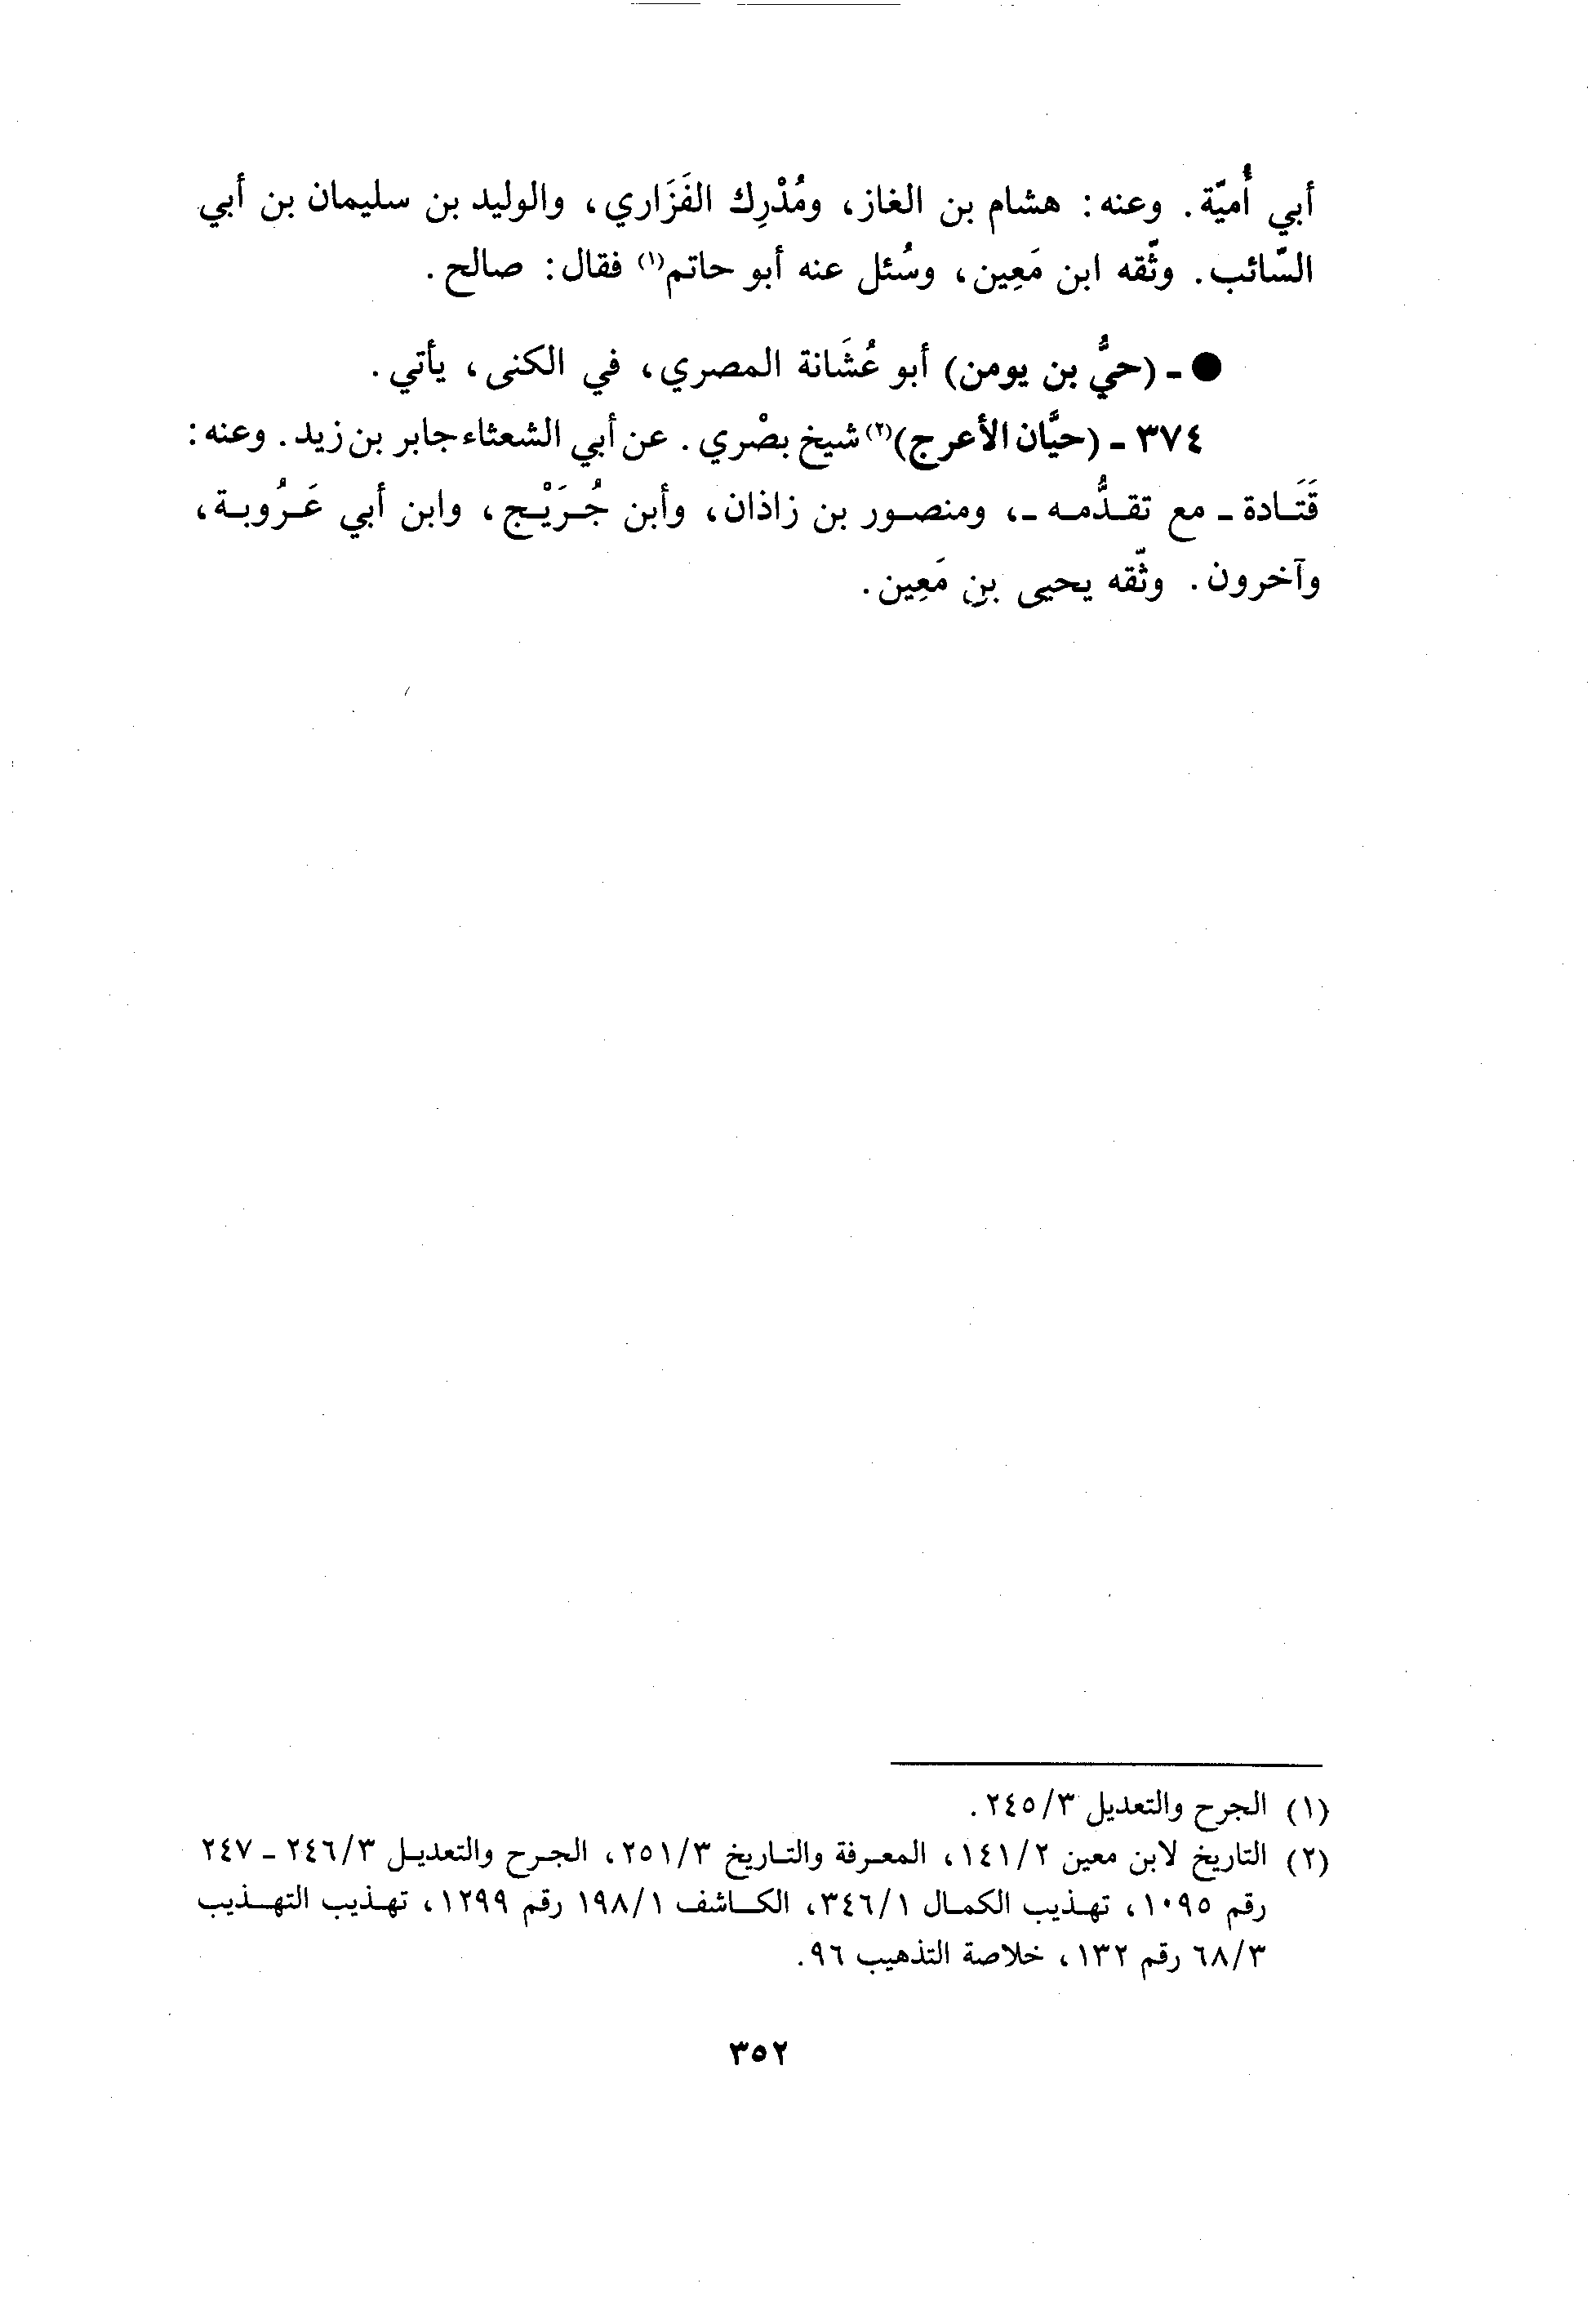 أبي أُميّة. وعنه: هشام بن الغاز، ومُدْرِك الفَزَاري، والوليد بن سليمان بن أبي
السّائب. وثّقه ابن مَعِين، وسُئل عنه أبو حاتم(١) فقال: صالح.
● ـ (حيُّ بن يومن) أبو عُشَانة المصري، في الكنى، يأتي.
٣٧٤ ـ (حيَّان الأعرج)(٢) شيخ بصْري. عن أبي الشعثاء جابر بن زيد. وعنه:
قَتَادة ـ مع تقدُّمه ـ، ومنصور بن زاذان، وأبن جُرَيْج، وابن أبي عَرُوبة،
وآخرون. وثّقه يحيى بن مَعِين.
(١) الجرح والتعديل ٢٤٥/٣.
(٢) التاريخ لابن معين ١٤١/٢، المعرفة والتاريخ ٢٥١/٣، الجرح والتعديل ٢٤٦/٣ ـ ٢٤٧
رقم ١٠٩٥، تهذيب الكمال ٣٤٦/١، الكاشف ١٩٨/١ رقم ١٢٩٩، تهذيب التهذيب
٦٨/٣ رقم ١٣٢، خلاصة التذهيب ٩٦.
٣٥٢